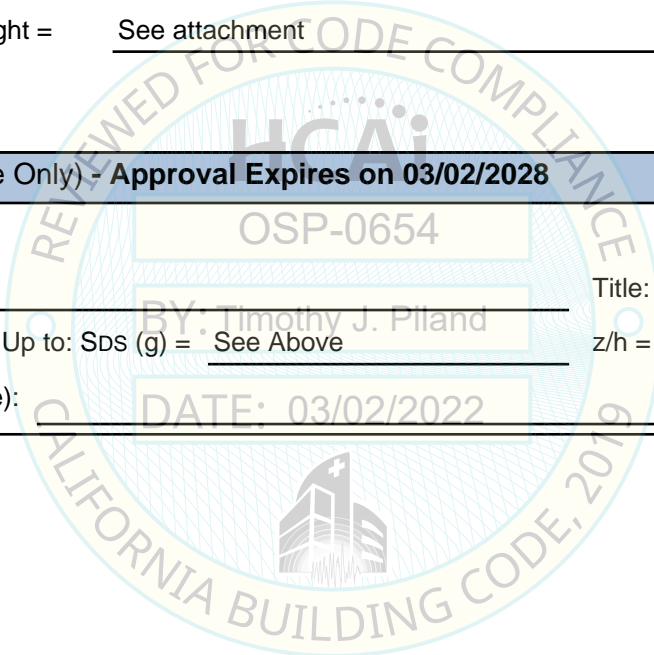 ght = See attachment
REVIEWED FOR CODE COMPLIANCE
HCAi
e Only) - Approval Expires on 03/02/2028
OSP-0654
Title:
BY: Timothy J. Piland
Up to: SDS (g) = See Above z/h =
e):
DATE: 03/02/2022
CALIFORNIA BUILDING CODE, 2019